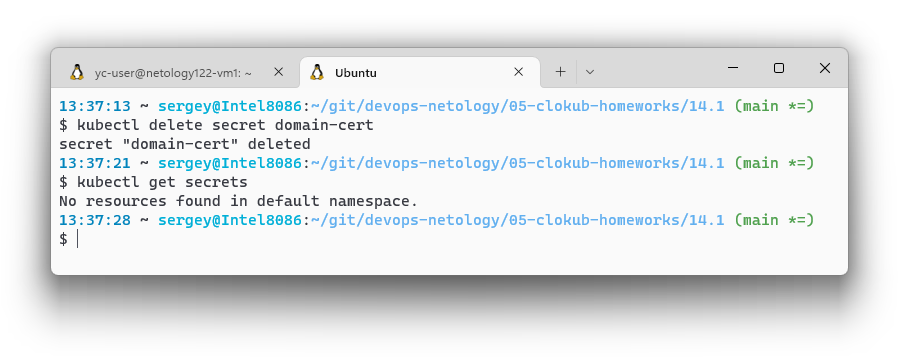 yc-user@netology122-vm1: ~
Ubuntu
13:37:13 ~ sergey@Intel8086:~/git/devops-netology/05-clokub-homeworks/14.1 (main *=)
$ kubectl delete secret domain-cert
secret "domain-cert" deleted
13:37:21 ~ sergey@Intel8086:~/git/devops-netology/05-clokub-homeworks/14.1 (main *=)
$ kubectl get secrets
No resources found in default namespace.
13:37:28 ~ sergey@Intel8086:~/git/devops-netology/05-clokub-homeworks/14.1 (main *=)
$